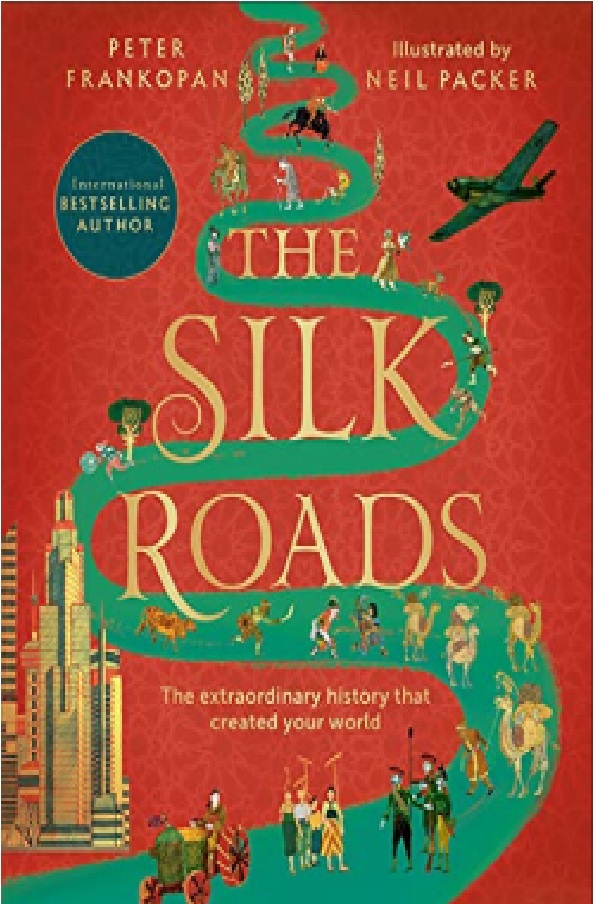 PETER
FRANKOPAN
Illustrated by
NEIL PACKER
International
BESTSELLING
AUTHOR
THE
SILK
ROADS
The extraordinary history that
created your world